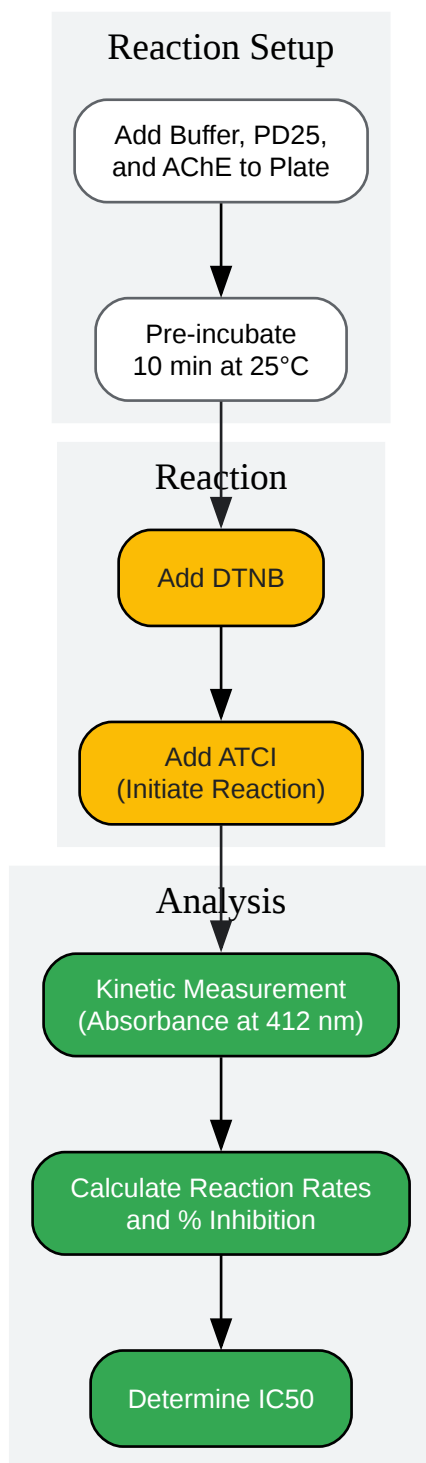 Reaction Setup
Add Buffer, PD25,
and AChE to Plate
Pre-incubate
10 min at 25°C
Reaction
Add DTNB
Add ATCI
(Initiate Reaction)
Analysis
Kinetic Measurement
(Absorbance at 412 nm)
Calculate Reaction Rates
and % Inhibition
Determine IC50